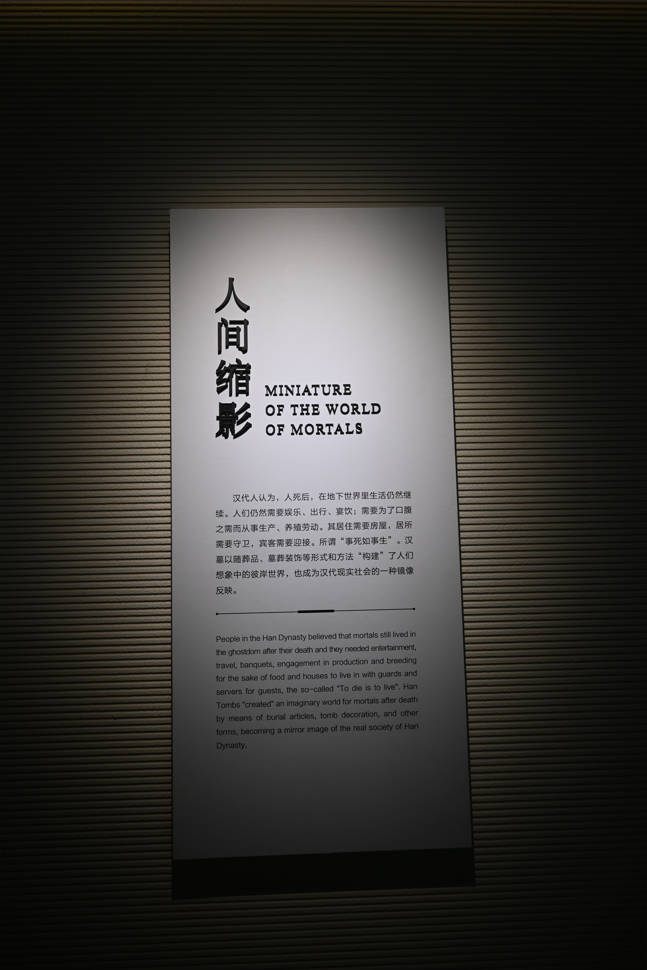 人间缩影
MINIATURE
OF THE WORLD
OF MORTALS
汉代人认为，人死后，在地下世界里生活仍然继
续。人们仍然需要娱乐、出行、宴饮；需要为了口腹
之需而从事生产、养殖劳动。其居住需要房屋，居所
需要守卫，宾客需要迎接。所谓“事死如事生”。汉
墓以随葬品、墓葬装饰等形式和方法“构建”了人们
想象中的彼岸世界，也成为汉代现实社会的一种镜像
反映。
People in the Han Dynasty believed that mortals still lived in
the ghostdom after their death and they needed entertainment,
travel, banquets, engagement in production and breeding
for the sake of food and houses to live in with guards and
servers for guests, the so-called "To die is to live". Han
Tombs "created" an imaginary world for mortals after death
by means of burial articles, tomb decoration, and other
forms, becoming a mirror image of the real society of Han
Dynasty.